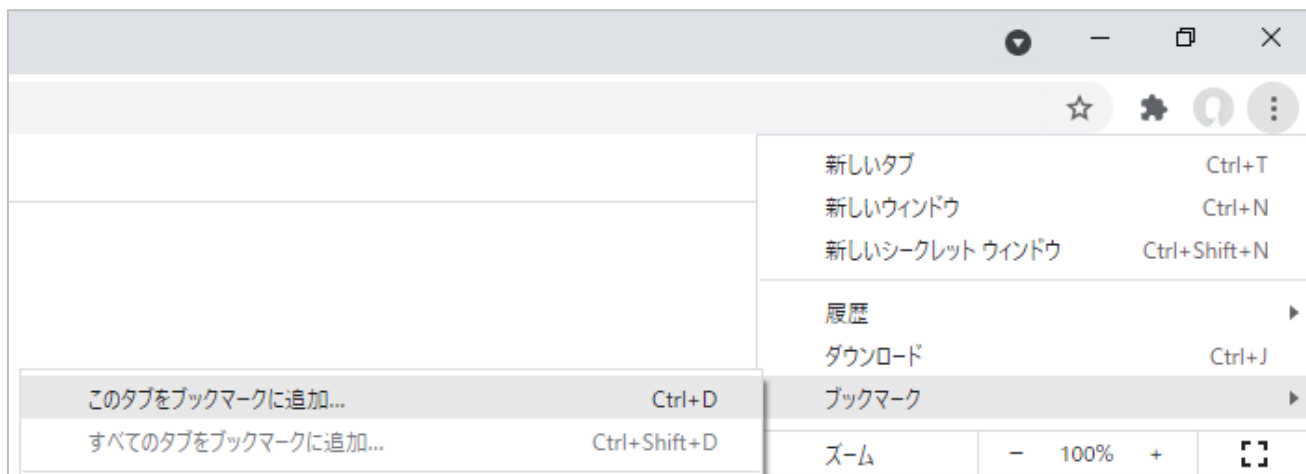 新しいタブ Ctrl+T
新しいウィンドウ Ctrl+N
新しいシークレット ウィンドウ Ctrl+Shift+N
履歴
ダウンロード Ctrl+J
このタブをブックマークに追加... Ctrl+D
ブックマーク
すべてのタブをブックマークに追加... Ctrl+Shift+D
ズーム − 100% +